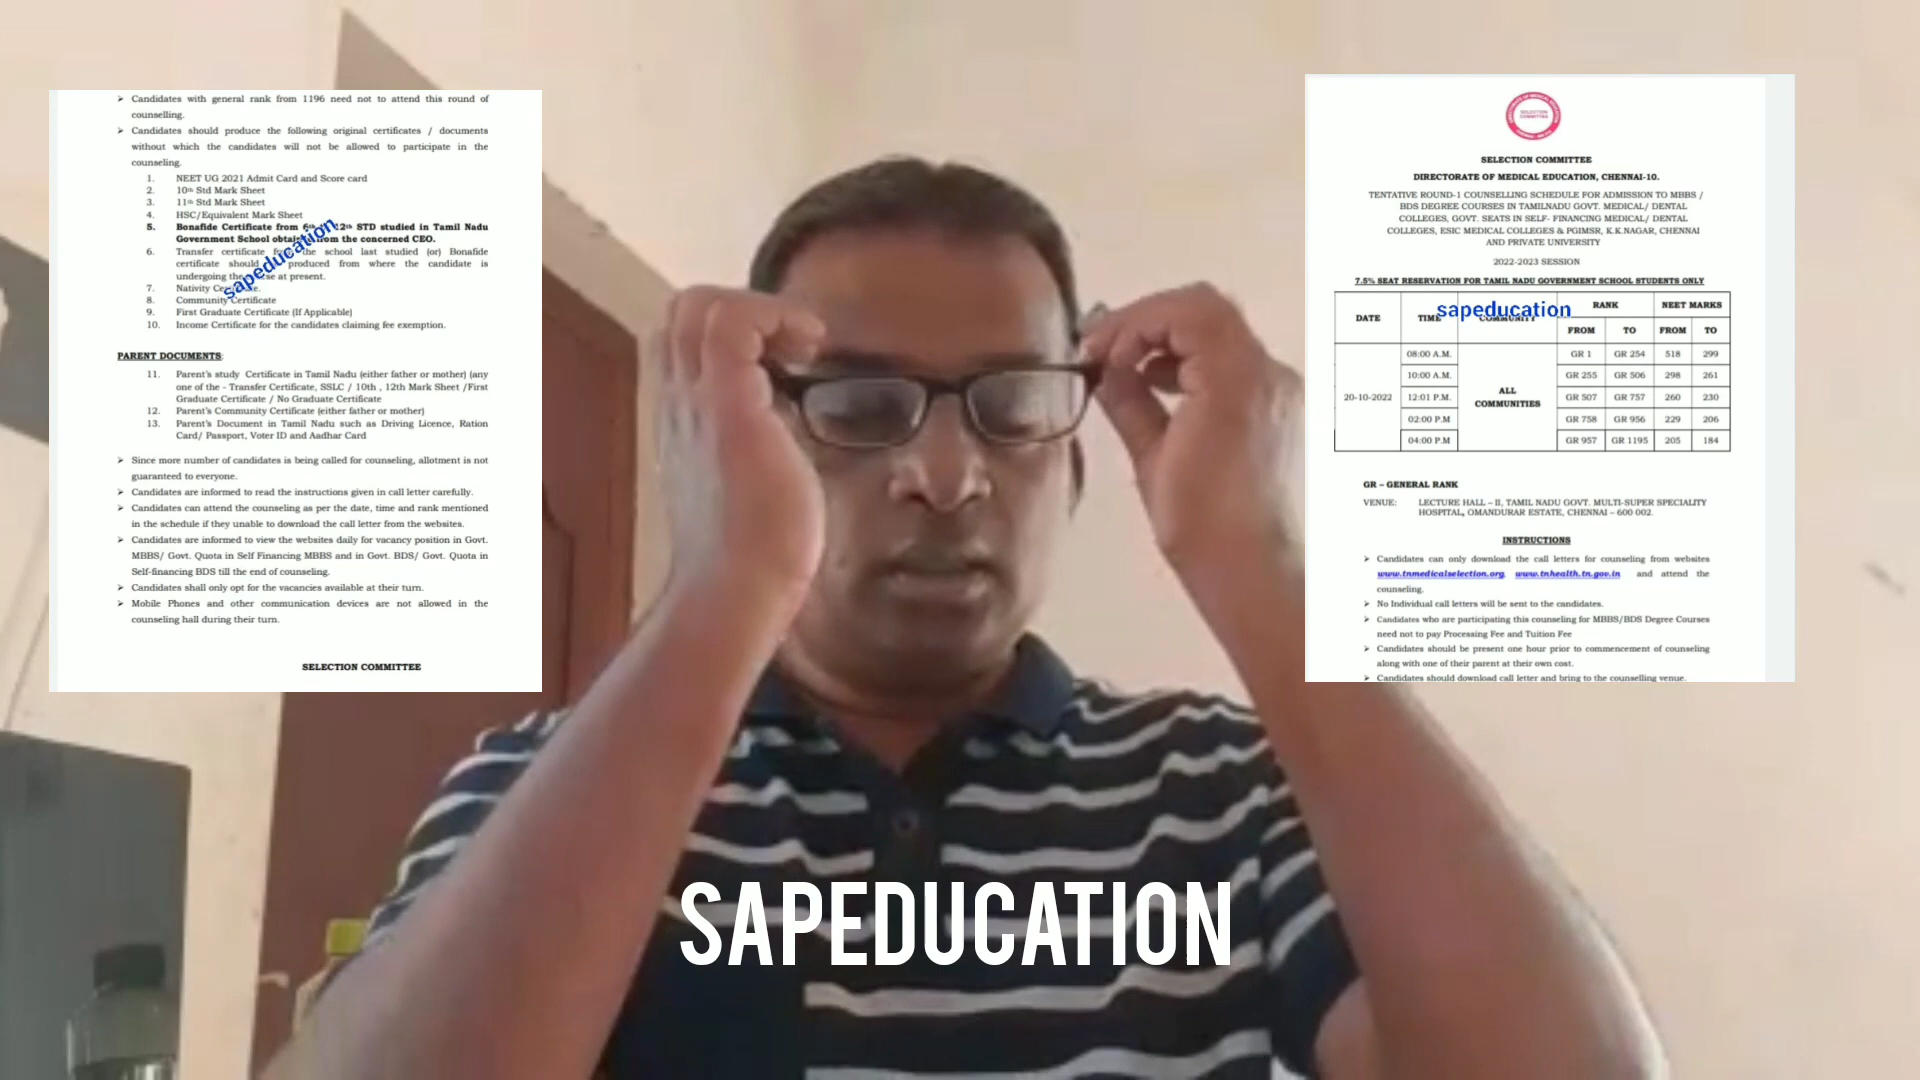 ➤ Candidates with general rank from 1196 need not to attend this round of
counselling.
➤ Candidates should produce the following original certificates / documents
without which the candidates will not be allowed to participate in the
counseling.
1. NEET UG 2021 Admit Card and Score card
2. 10th Std Mark Sheet
3. 11th Std Mark Sheet
4. HSC/Equivalent Mark Sheet
5. Bonafide Certificate from 6th 12th STD studied in Tamil Nadu
Government School from the concerned CEO.
6. Transfer certificate the school last studied (or) Bonafide
certificate should produced from where the candidate is
undergoing the at present.
7. Nativity
8. Community Certificate
9. First Graduate Certificate (If Applicable)
10. Income Certificate for the candidates claiming fee exemption.
sapeducation
PARENT DOCUMENTS:
11. Parent's study Certificate in Tamil Nadu (either father or mother) (any
one of the - Transfer Certificate, SSLC / 10th , 12th Mark Sheet /First
Graduate Certificate / No Graduate Certificate
12. Parent's Community Certificate (either father or mother)
13. Parent's Document in Tamil Nadu such as Driving Licence, Ration
Card/ Passport, Voter ID and Aadhar Card
➤ Since more number of candidates is being called for counseling, allotment is not
guaranteed to everyone.
➤ Candidates are informed to read the instructions given in call letter carefully.
➤ Candidates can attend the counseling as per the date, time and rank mentioned
in the schedule if they unable to download the call letter from the websites.
➤ Candidates are informed to view the websites daily for vacancy position in Govt.
MBBS/ Govt. Quota in Self Financing MBBS and in Govt. BDS/ Govt. Quota in
Self-financing BDS till the end of counseling.
➤ Candidates shall only opt for the vacancies available at their turn.
➤ Mobile Phones and other communication devices are not allowed in the
counseling hall during their turn.
SELECTION COMMITTEE
SELECTION COMMITTEE
SELECTION COMMITTEE
DIRECTORATE OF MEDICAL EDUCATION, CHENNAI-10.
TENTATIVE ROUND-1 COUNSELLING SCHEDULE FOR ADMISSION TO MBBS /
BDS DEGREE COURSES IN TAMILNADU GOVT. MEDICAL/ DENTAL
COLLEGES, GOVT. SEATS IN SELF- FINANCING MEDICAL/ DENTAL
COLLEGES, ESIC MEDICAL COLLEGES & PGIMSR, K.K.NAGAR, CHENNAI
AND PRIVATE UNIVERSITY
2022-2023 SESSION
7.5% SEAT RESERVATION FOR TAMIL NADU GOVERNMENT SCHOOL STUDENTS ONLY
sapeducation
DATE TIME COMMUNITY RANK NEET MARKS
FROM TO FROM TO
08:00 A.M. GR 1 GR 254 518 299
10:00 A.M. GR 255 GR 506 298 261
20-10-2022 12:01 P.M. ALL COMMUNITIES GR 507 GR 757 260 230
02:00 P.M GR 758 GR 956 229 206
04:00 P.M GR 957 GR 1195 205 184
GR – GENERAL RANK
VENUE: LECTURE HALL – II, TAMIL NADU GOVT. MULTI-SUPER SPECIALITY
HOSPITAL, OMANDURAR ESTATE, CHENNAI – 600 002.
INSTRUCTIONS
➤ Candidates can only download the call letters for counseling from websites
www.tnmedicalselection.org, www.tnhealth.tn.gov.in and attend the
counseling.
➤ No Individual call letters will be sent to the candidates.
➤ Candidates who are participating this counseling for MBBS/BDS Degree Courses
need not to pay Processing Fee and Tuition Fee
➤ Candidates should be present one hour prior to commencement of counseling
along with one of their parent at their own cost.
➤ Candidates should download call letter and bring to the counselling venue.
SAPEDUCATION